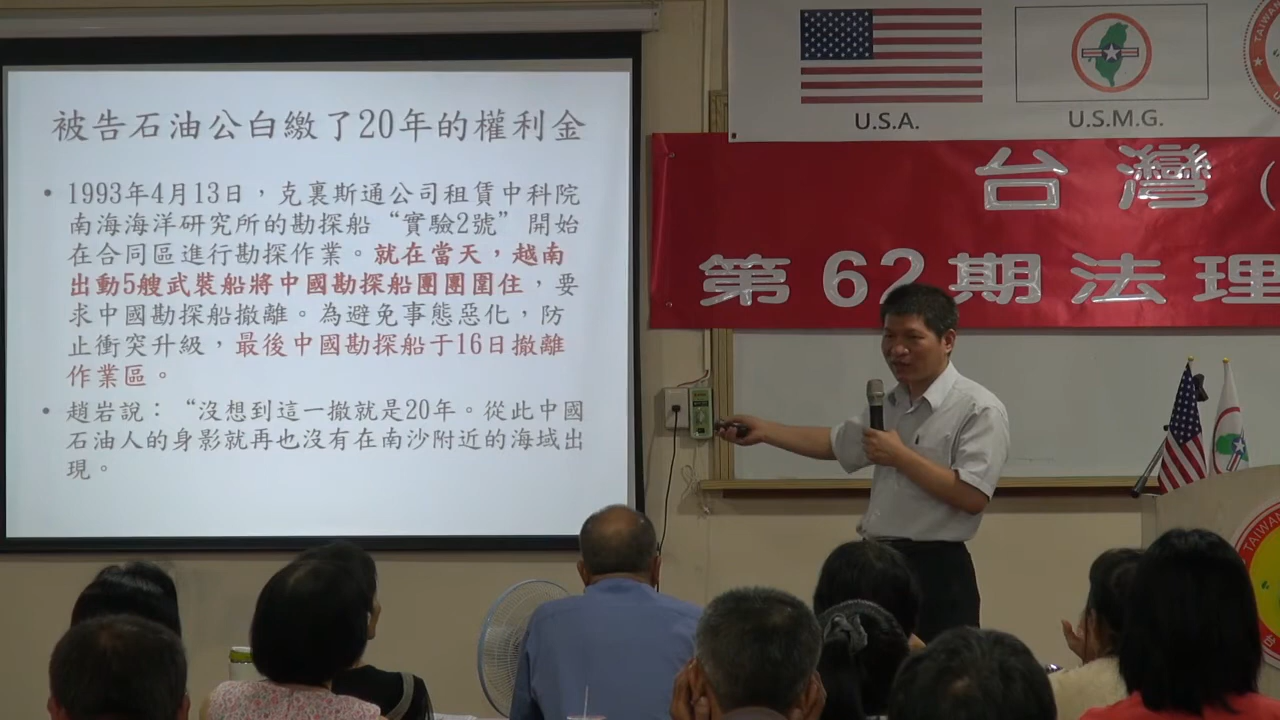 被告石油公白繳了20年的權利金
• 1993年4月13日，克裏斯通公司租賃中科院
南海海洋研究所的勘探船“實驗2號”開始
在合同區進行勘探作業。就在當天，越南
出動5艘武裝船將中國勘探船團團圍住，要
求中國勘探船撤離。為避免事態惡化，防
止衝突升級，最後中國勘探船于16日撤離
作業區。
• 趙岩說：“沒想到這一撤就是20年。從此中國
石油人的身影就再也沒有在南沙附近的海域出
現。
U.S.A.
U.S.M.G.
台灣（
第62期法理
TAIWAN
TAIWAN